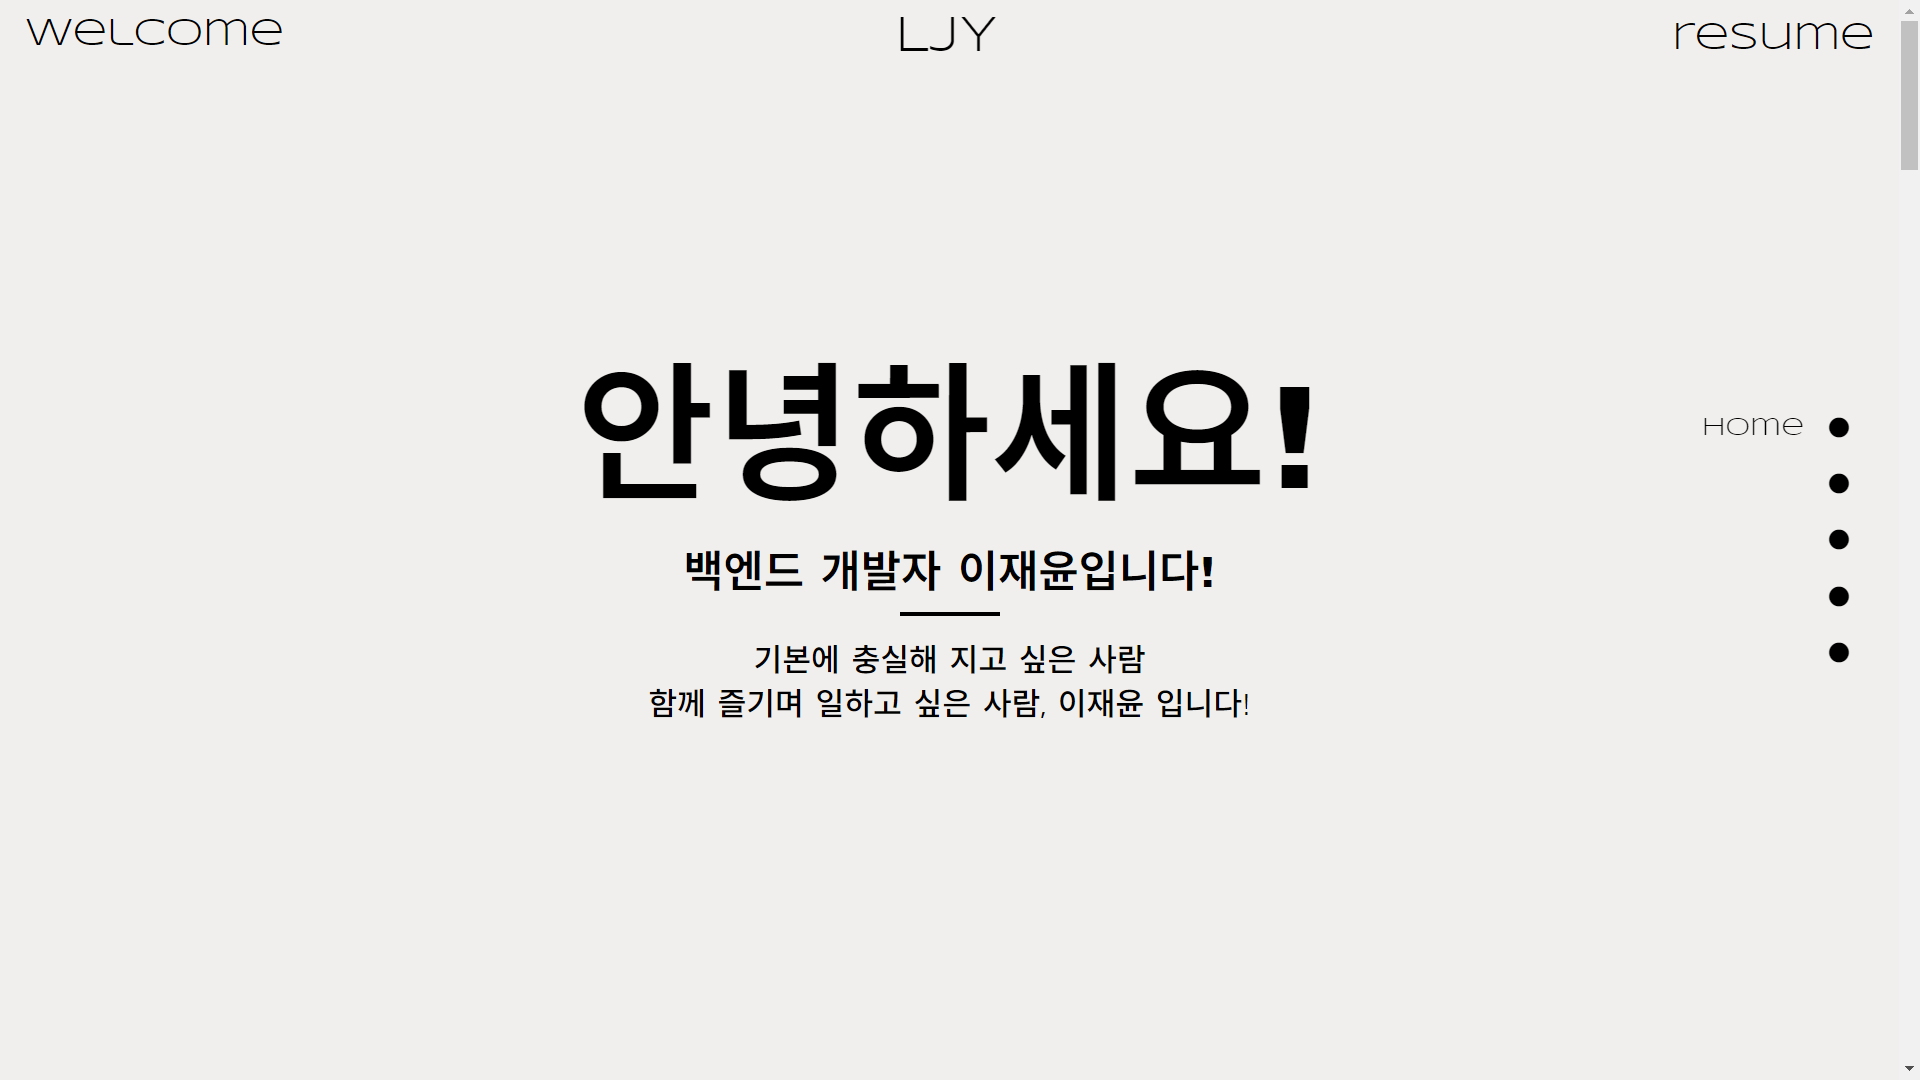 welcome
LJY
resume
안녕하세요!
Home
백엔드 개발자 이재윤입니다!
기본에 충실해 지고 싶은 사람
함께 즐기며 일하고 싶은 사람, 이재윤 입니다!